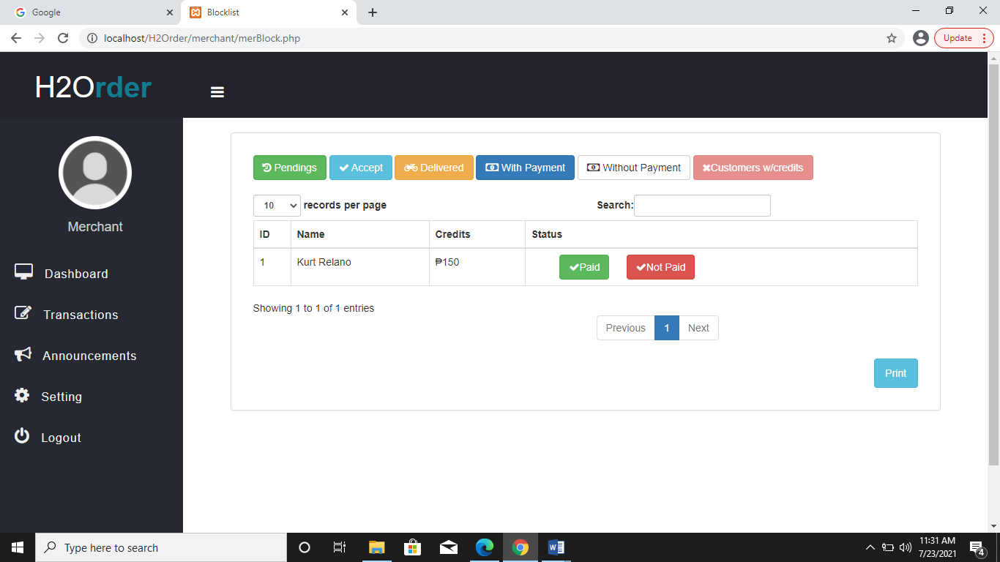 Google
Blocklist
localhost/H2Order/merchant/merBlock.php
Update
H2Order
Merchant
Dashboard
Transactions
Announcements
Setting
Logout
Pendings Accept Delivered With Payment Without Payment Customers w/credits
10 records per page Search:
ID Name Credits Status
1 Kurt Relano ₱150 Paid Not Paid
Showing 1 to 1 of 1 entries
Previous 1 Next
Print
Type here to search
11:31 AM
7/23/2021
4